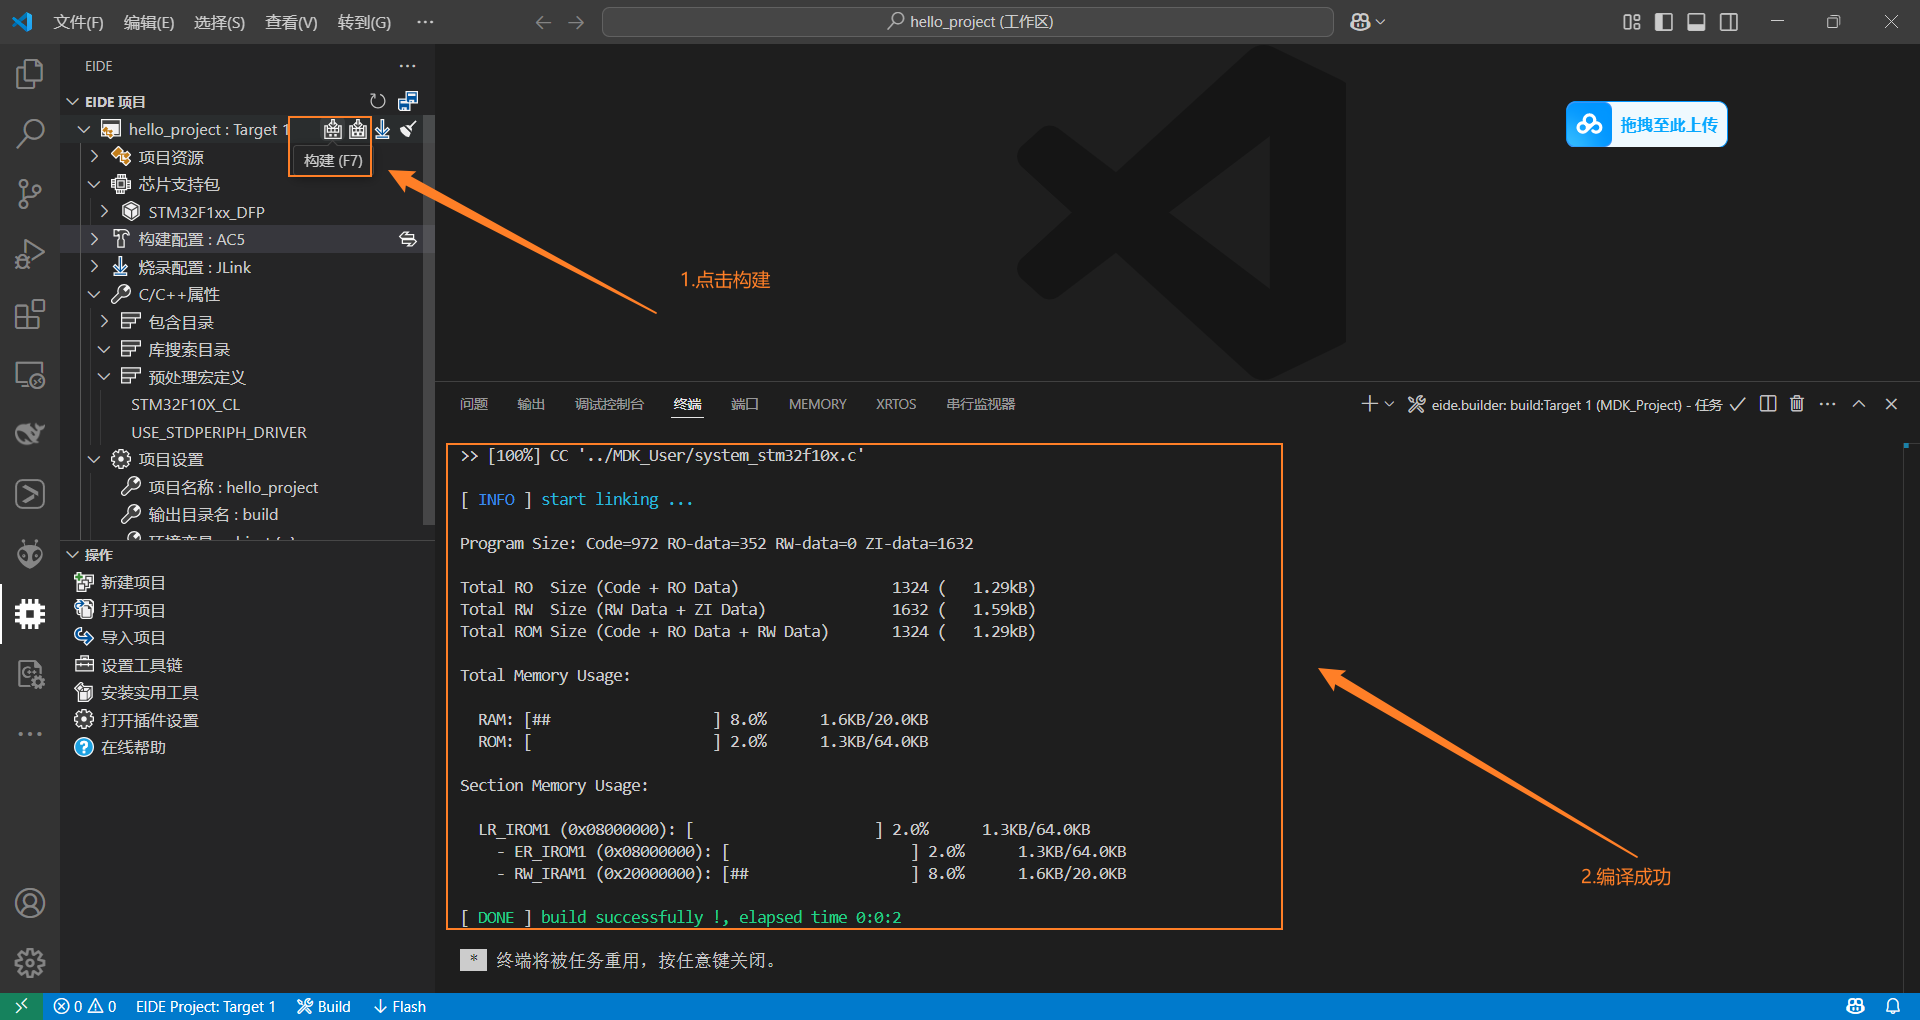 文件(F) 编辑(E) 选择(S) 查看(V) 转到(G) ···
hello_project (工作区)
EIDE
EIDE 项目
hello_project : Target 1
构建 (F7)
项目资源
芯片支持包
STM32F1xx_DFP
构建配置 : AC5
烧录配置 : JLink
C/C++属性
包含目录
库搜索目录
预处理宏定义
STM32F10X_CL
USE_STDPERIPH_DRIVER
项目设置
项目名称 : hello_project
输出目录名 : build
操作
新建项目
打开项目
导入项目
设置工具链
安装实用工具
打开插件设置
在线帮助
拖拽至此上传
1.点击构建
问题 输出 调试控制台 终端 端口 MEMORY XRTOS 串行监视器
eide.builder: build:Target 1 (MDK_Project) - 任务
>> [100%] CC '../MDK_User/system_stm32f10x.c'
[ INFO ] start linking ...
Program Size: Code=972 RO-data=352 RW-data=0 ZI-data=1632
Total RO  Size (Code + RO Data)                 1324 (   1.29kB)
Total RW  Size (RW Data + ZI Data)              1632 (   1.59kB)
Total ROM Size (Code + RO Data + RW Data)       1324 (   1.29kB)
Total Memory Usage:
RAM: [##                  ] 8.0%      1.6KB/20.0KB
ROM: [                    ] 2.0%      1.3KB/64.0KB
Section Memory Usage:
LR_IROM1 (0x08000000): [                    ] 2.0%      1.3KB/64.0KB
- ER_IROM1 (0x08000000): [                    ] 2.0%      1.3KB/64.0KB
- RW_IRAM1 (0x20000000): [##                  ] 8.0%      1.6KB/20.0KB
[ DONE ] build successfully !, elapsed time 0:0:2
* 终端将被任务重用，按任意键关闭。
2.编译成功
0 0 EIDE Project: Target 1 Build Flash